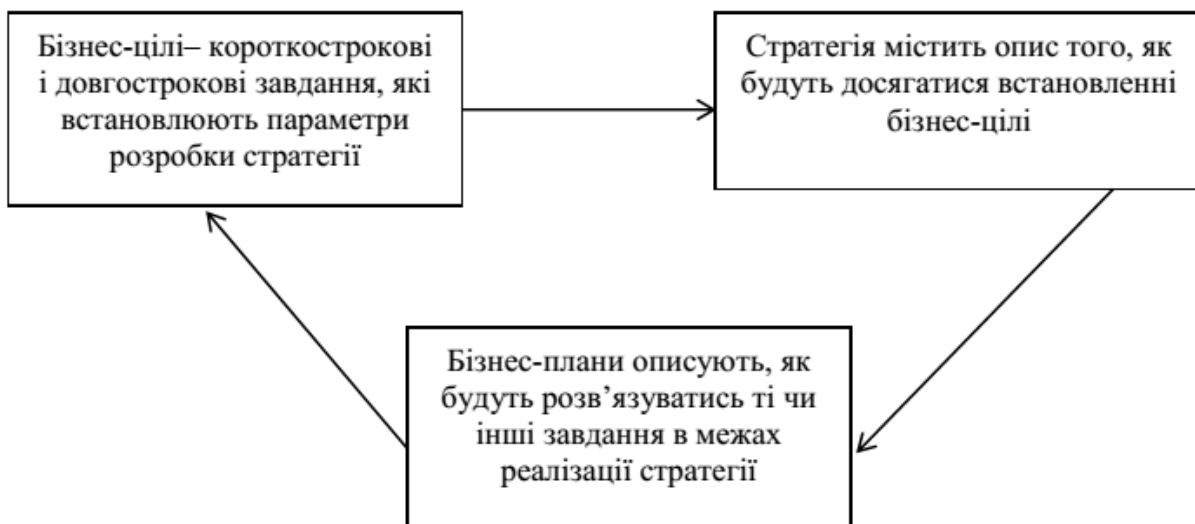 Бізнес-цілі– короткострокові
і довгострокові завдання, які
встановлюють параметри
розробки стратегії
Стратегія містить опис того, як
будуть досягатися встановленні
бізнес-цілі
Бізнес-плани описують, як
будуть розв’язуватись ті чи
інші завдання в межах
реалізації стратегії